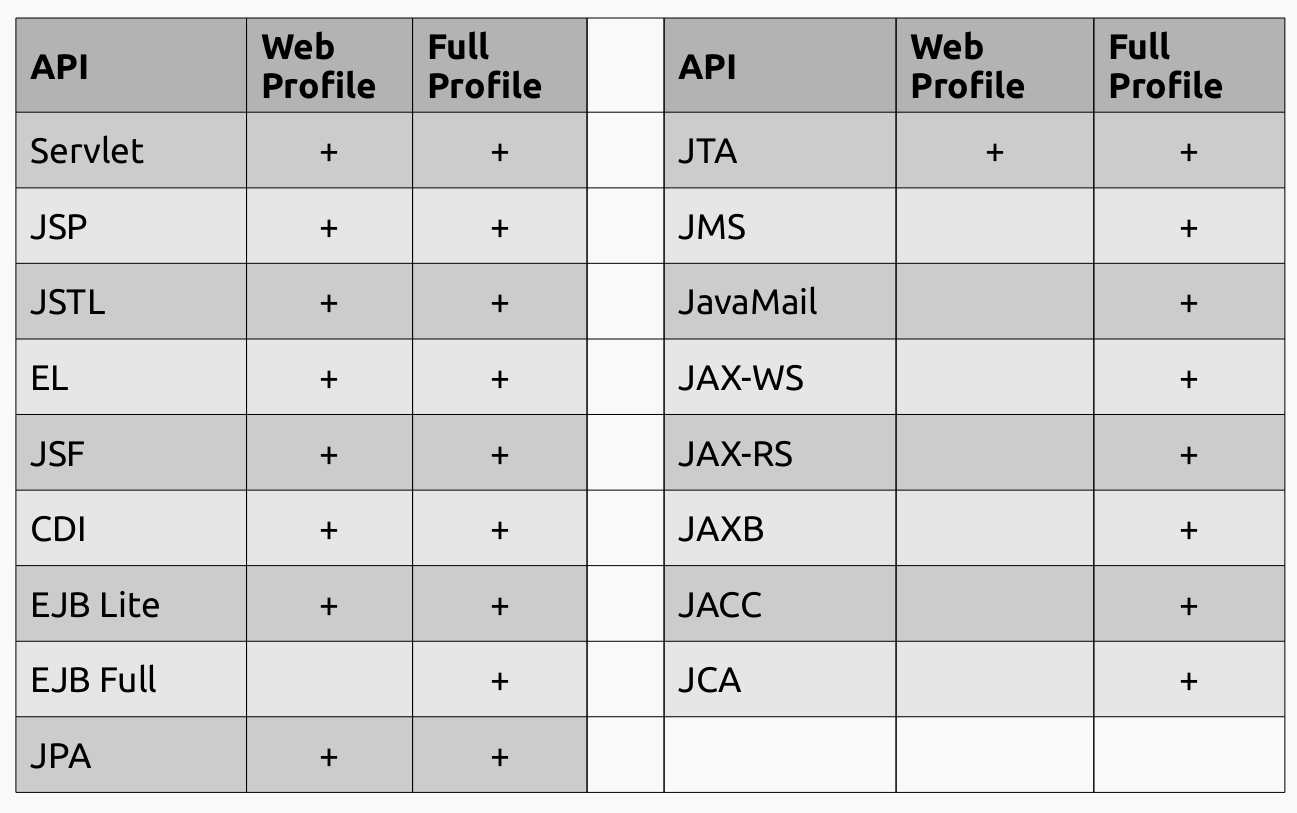 API Web Profile Full Profile API Web Profile Full Profile
Servlet + + JTA + +
JSP + + JMS +
JSTL + + JavaMail +
EL + + JAX-WS +
JSF + + JAX-RS +
CDI + + JAXB +
EJB Lite + + JACC +
EJB Full + JCA +
JPA + +